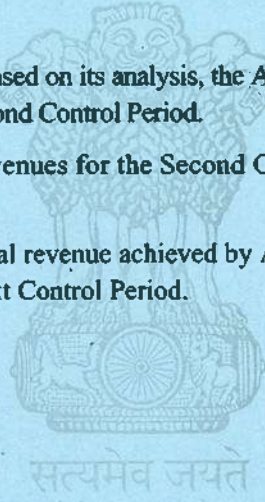 ased on its analysis, the A
ond Control Period.
venues for the Second C
al revenue achieved by A
t Control Period.
सत्यमेव जयते